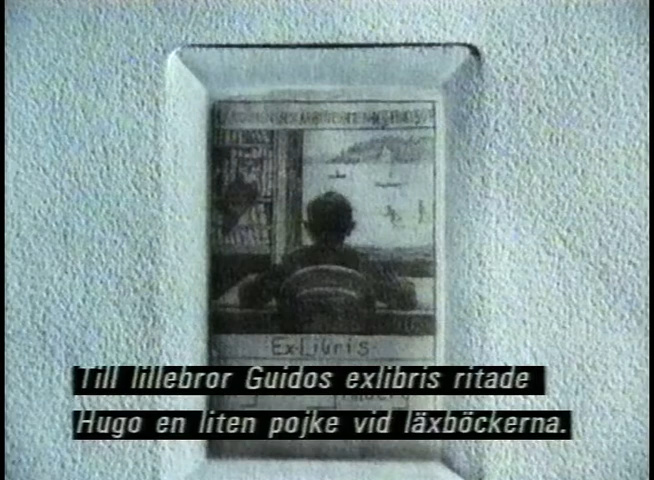 Ex-Libris
Till lillebror Guidos exlibris ritade
Hugo en liten pojke vid läxböckerna.